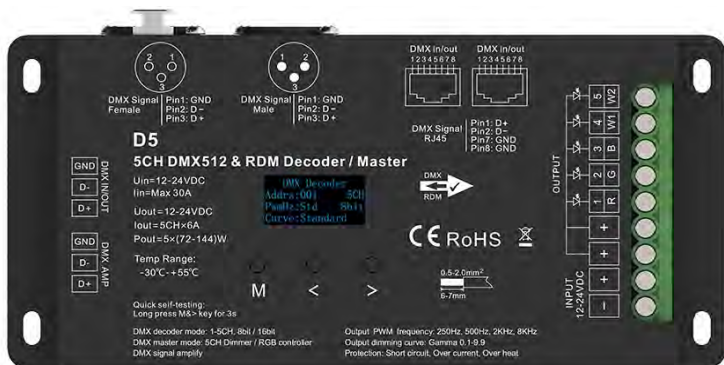 DMX in/out DMX in/out
12345678 12345678
2 1
3
1 2
3
DMX Signal Female
Pin1: GND
Pin2: D−
Pin3: D+
DMX Signal Male
Pin1: GND
Pin2: D−
Pin3: D+
DMX Signal RJ45
Pin1: D+
Pin2: D−
Pin7: GND
Pin8: GND
D5
5CH DMX512 & RDM Decoder / Master
Uin=12-24VDC
Iin=Max 30A
Uout=12-24VDC
Iout=5CH×6A
Pout=5×(72-144)W
Temp Range:
-30℃-+55℃
DMX IN/OUT
GND
D-
D+
DMX AMP
GND
D-
D+
DMX Decoder
Addra:001 5CH
PwmHz:Std 8bit
Curve:Standard
DMX
RDM
CE RoHS
M < >
0.5-2.0mm²
6-7mm
OUTPUT
5 W2
4 W1
3 B
2 G
1 R
+
+
INPUT
12-24VDC
+
−
Quick self-testing:
Long press M&> key for 3s
DMX decoder mode: 1-5CH, 8bit / 16bit
DMX master mode: 5CH Dimmer / RGB controller
DMX signal amplify
Output PWM frequency: 250Hz, 500Hz, 2KHz, 8KHz
Output dimming curve: Gamma 0.1-9.9
Protection: Short circuit, Over current, Over heat